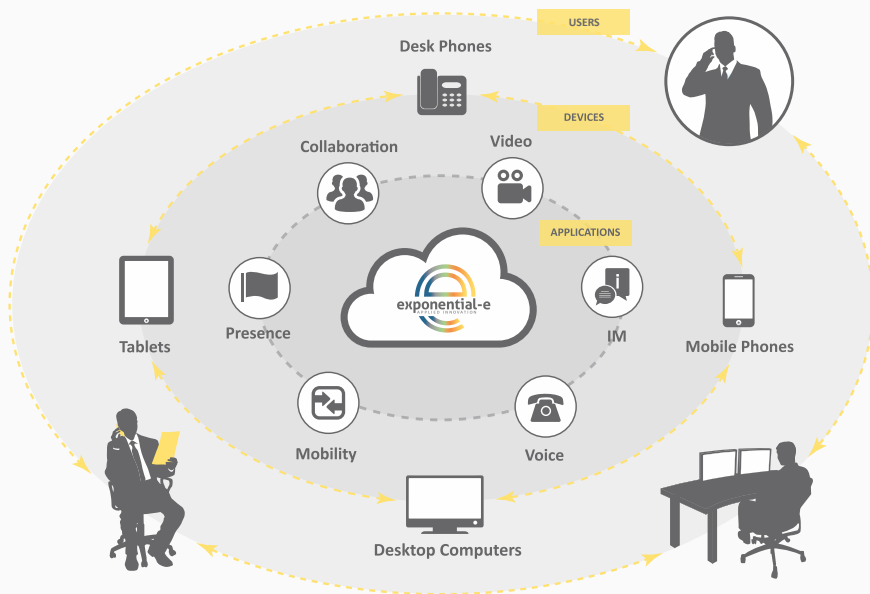 USERS
Desk Phones
DEVICES
Collaboration
Video
APPLICATIONS
exponential-e
APPLIED INNOVATION
Presence
IM
Tablets
Mobile Phones
Mobility
Voice
Desktop Computers